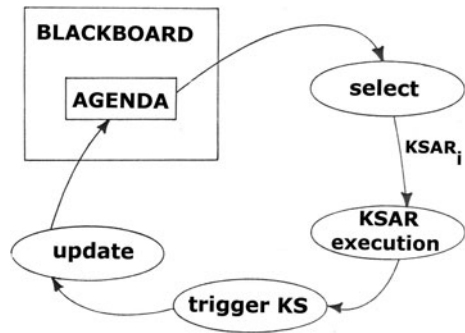 BLACKBOARD
AGENDA
select
KSAR i
KSAR
execution
trigger KS
update